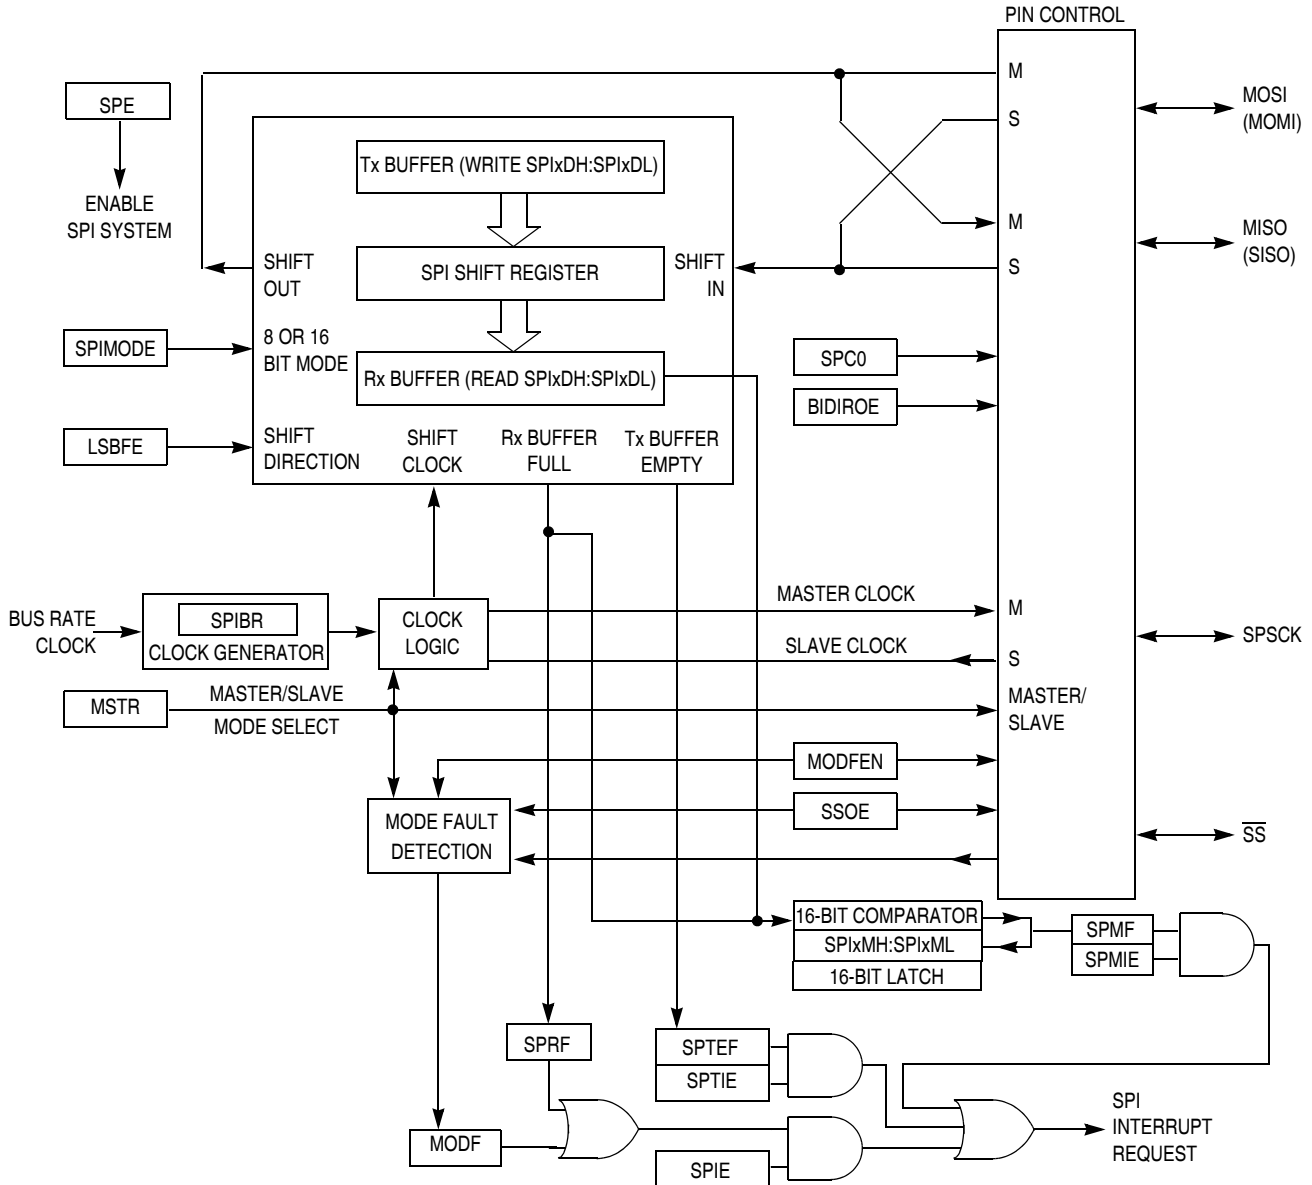 PIN CONTROL
M
MOSI
(MOMI)
S
SPE
ENABLE
SPI SYSTEM
Tx BUFFER (WRITE SPIxDH:SPIxDL)
M
MISO
(SISO)
S
SHIFT
OUT
SPI SHIFT REGISTER
SHIFT
IN
SPIMODE
8 OR 16
BIT MODE
Rx BUFFER (READ SPIxDH:SPIxDL)
SPC0
BIDIROE
LSBFE
SHIFT
DIRECTION
SHIFT
CLOCK
Rx BUFFER
FULL
Tx BUFFER
EMPTY
MASTER CLOCK
M
BUS RATE
CLOCK
SPIBR
CLOCK GENERATOR
CLOCK
LOGIC
SLAVE CLOCK
S
SPSCK
MSTR
MASTER/SLAVE
MODE SELECT
MASTER/
SLAVE
MODFEN
SSOE
MODE FAULT
DETECTION
SS
16-BIT COMPARATOR
SPIxMH:SPIxML
16-BIT LATCH
SPMF
SPMIE
SPRF
SPTEF
SPTIE
MODF
SPIE
SPI
INTERRUPT
REQUEST